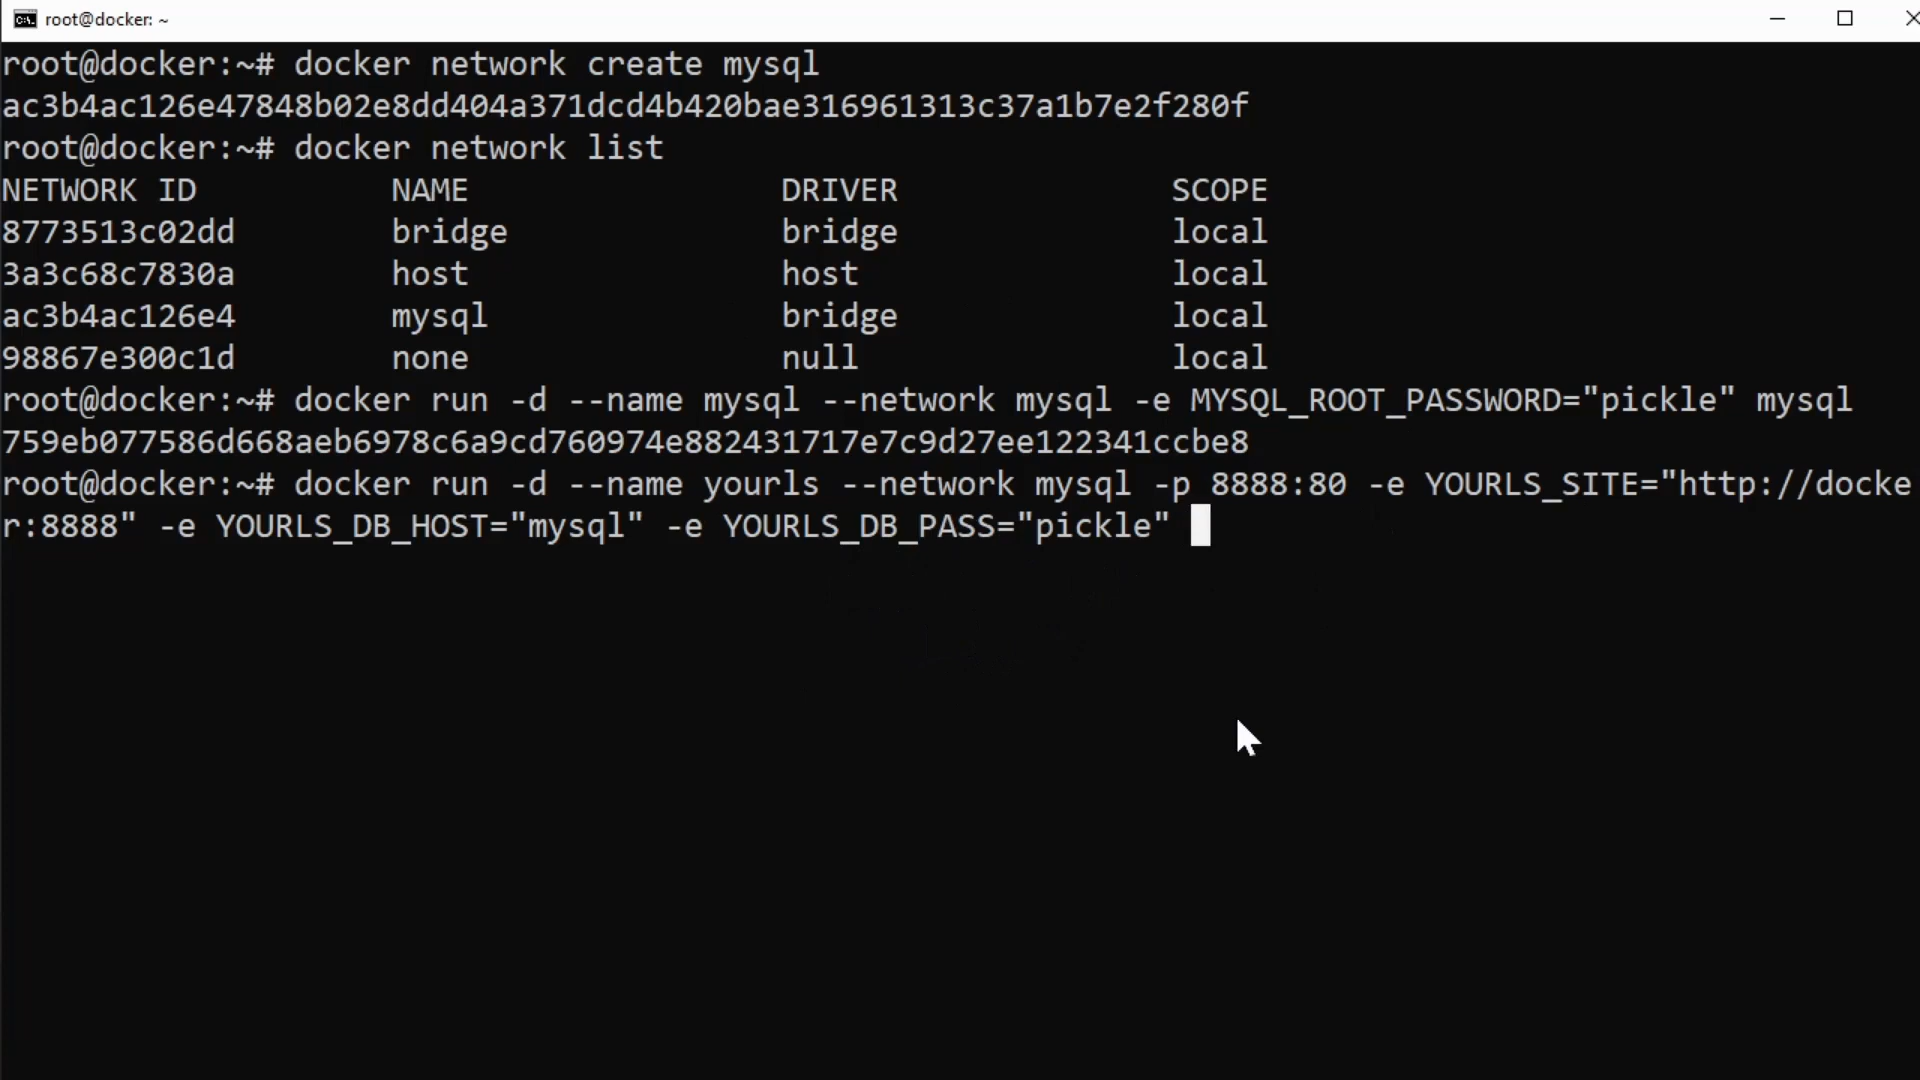 root@docker: ~
root@docker:~# docker network create mysql
ac3b4ac126e47848b02e8dd404a371dcd4b420bae316961313c37a1b7e2f280f
root@docker:~# docker network list
NETWORK ID NAME DRIVER SCOPE
8773513c02dd bridge bridge local
3a3c68c7830a host host local
ac3b4ac126e4 mysql bridge local
98867e300c1d none null local
root@docker:~# docker run -d --name mysql --network mysql -e MYSQL_ROOT_PASSWORD="pickle" mysql
759eb077586d668aeb6978c6a9cd760974e882431717e7c9d27ee122341ccbe8
root@docker:~# docker run -d --name yourls --network mysql -p 8888:80 -e YOURLS_SITE="http://docke
r:8888" -e YOURLS_DB_HOST="mysql" -e YOURLS_DB_PASS="pickle"